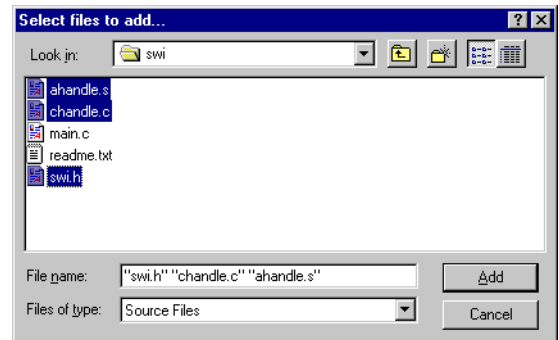 Select files to add...
Look in: swi
ahandle.s
chandle.c
main.c
readme.txt
swi.h
File name: "swi.h" "chandle.c" "ahandle.s" Add
Files of type: Source Files Cancel